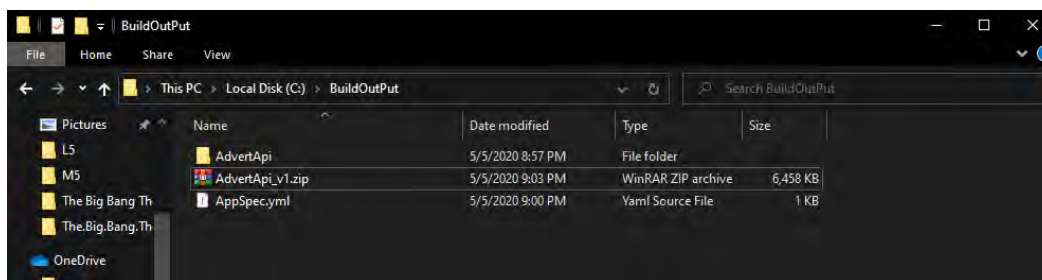 BuildOutPut
File Home Share View
This PC > Local Disk (C:) > BuildOutPut Search BuildOutPut
Pictures Name Date modified Type Size
L5 AdvertApi 5/5/2020 8:57 PM File folder
M5 AdvertApi_v1.zip 5/5/2020 9:03 PM WinRAR ZIP archive 6,458 KB
The Big Bang Th AppSpec.yml 5/5/2020 9:00 PM Yaml Source File 1 KB
The.Big.Bang.Th
OneDrive